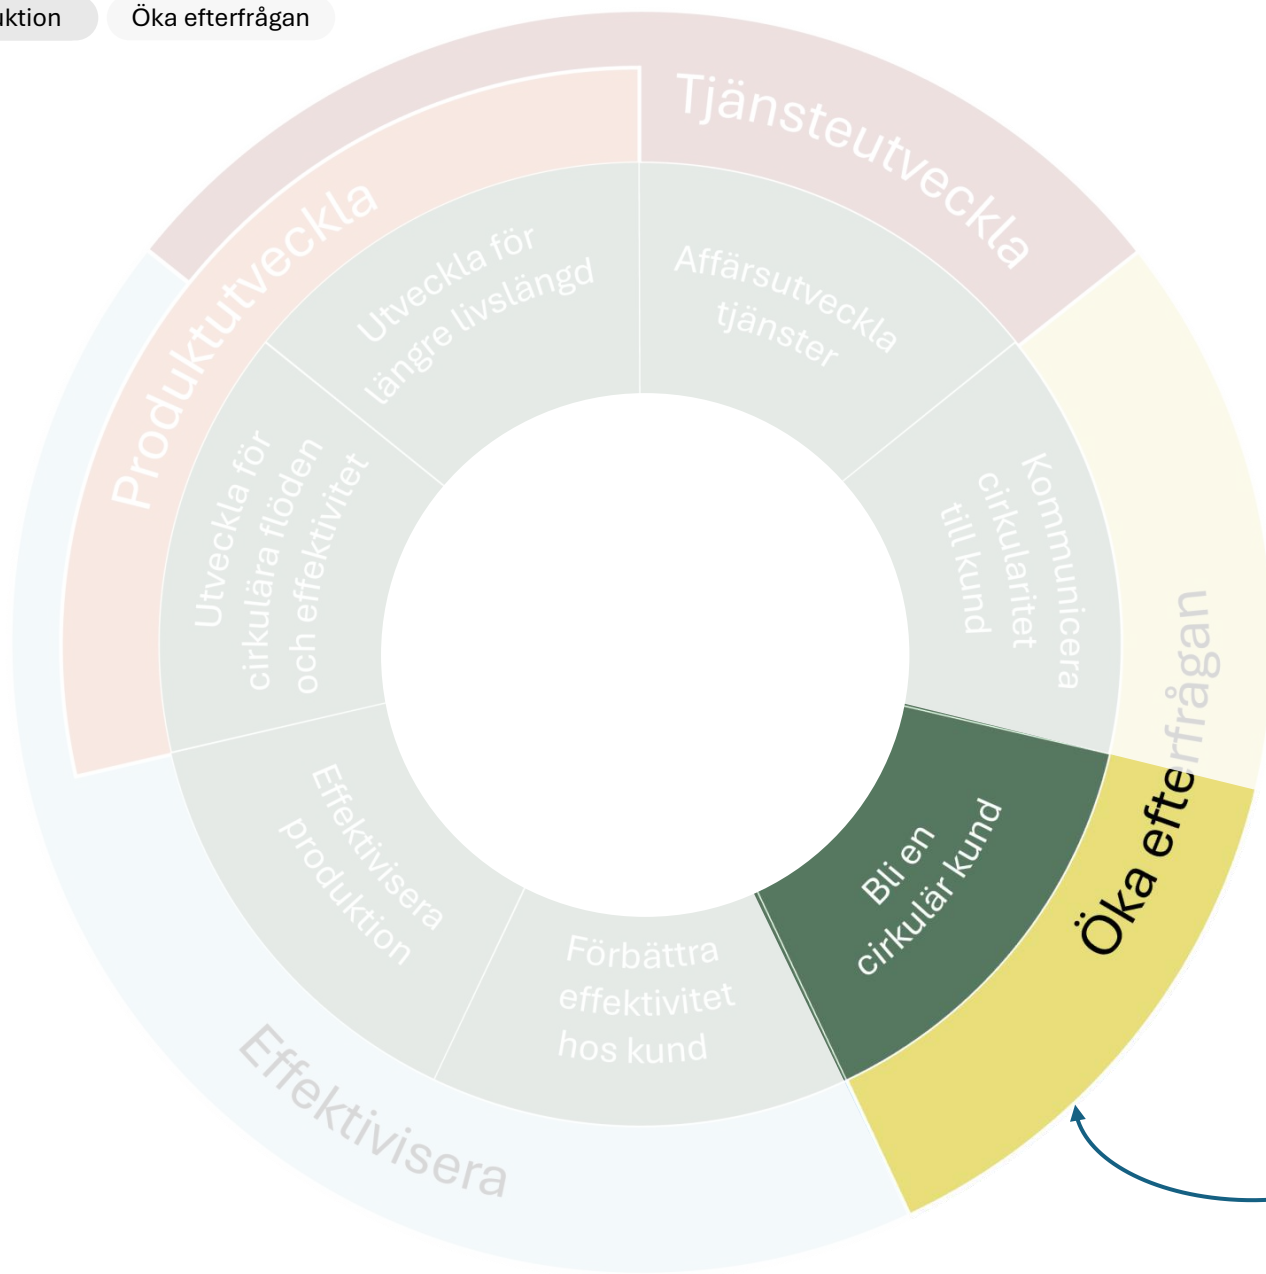 uktion
Öka efterfrågan
Tjänsteutveckla
Produktutveckla
Utveckla för
längre livslängd
Affärsutveckla
tjänster
Kommunicera
cirkularitet
till kund
Utveckla för
cirkulära flöden
och effektivitet
Öka efterfrågan
Bli en
cirkulär kund
Effektivisera
produktion
Förbättra
effektivitet
hos kund
Effektivisera